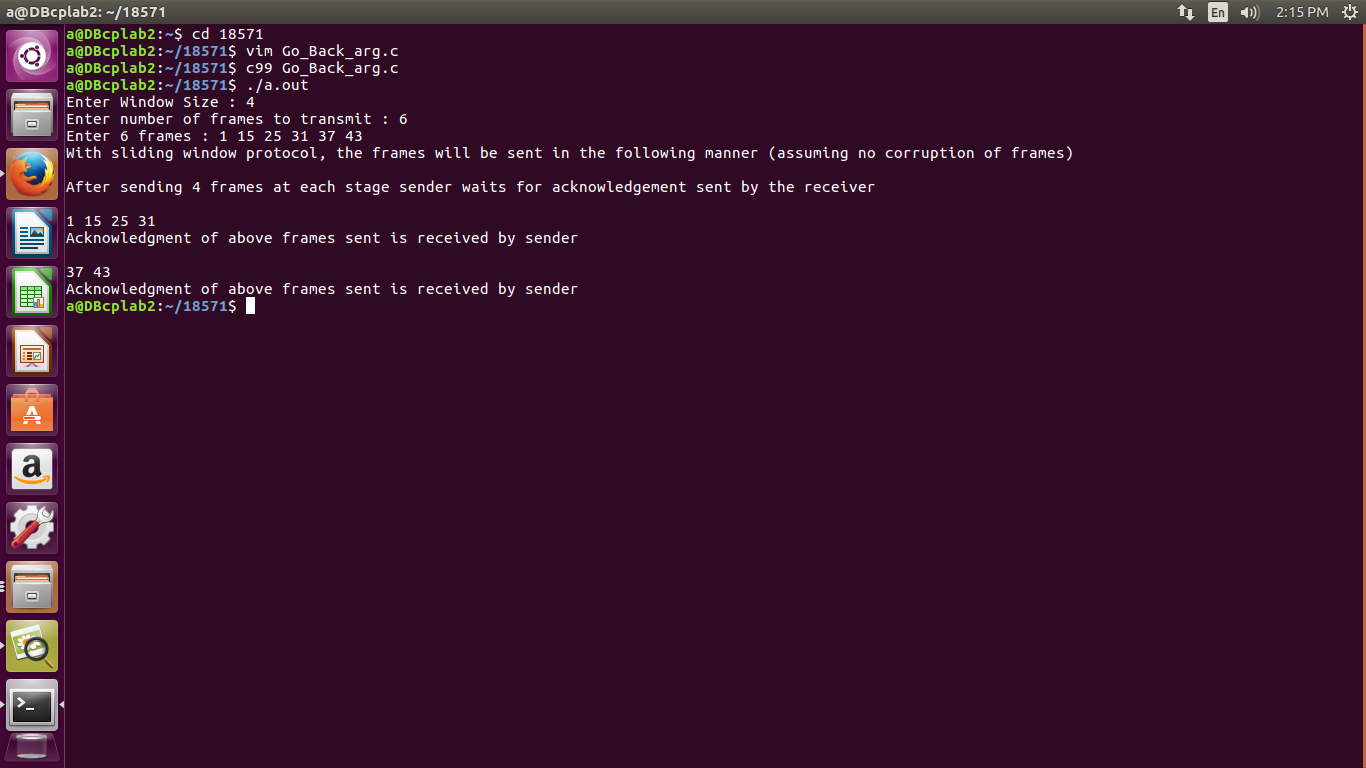 a@DBcplab2: ~/18571
En 2:15 PM
a@DBcplab2:~$ cd 18571
a@DBcplab2:~/18571$ vim Go_Back_arg.c
a@DBcplab2:~/18571$ c99 Go_Back_arg.c
a@DBcplab2:~/18571$ ./a.out
Enter Window Size : 4
Enter number of frames to transmit : 6
Enter 6 frames : 1 15 25 31 37 43
With sliding window protocol, the frames will be sent in the following manner (assuming no corruption of frames)
After sending 4 frames at each stage sender waits for acknowledgement sent by the receiver
1 15 25 31
Acknowledgment of above frames sent is received by sender
37 43
Acknowledgment of above frames sent is received by sender
a@DBcplab2:~/18571$